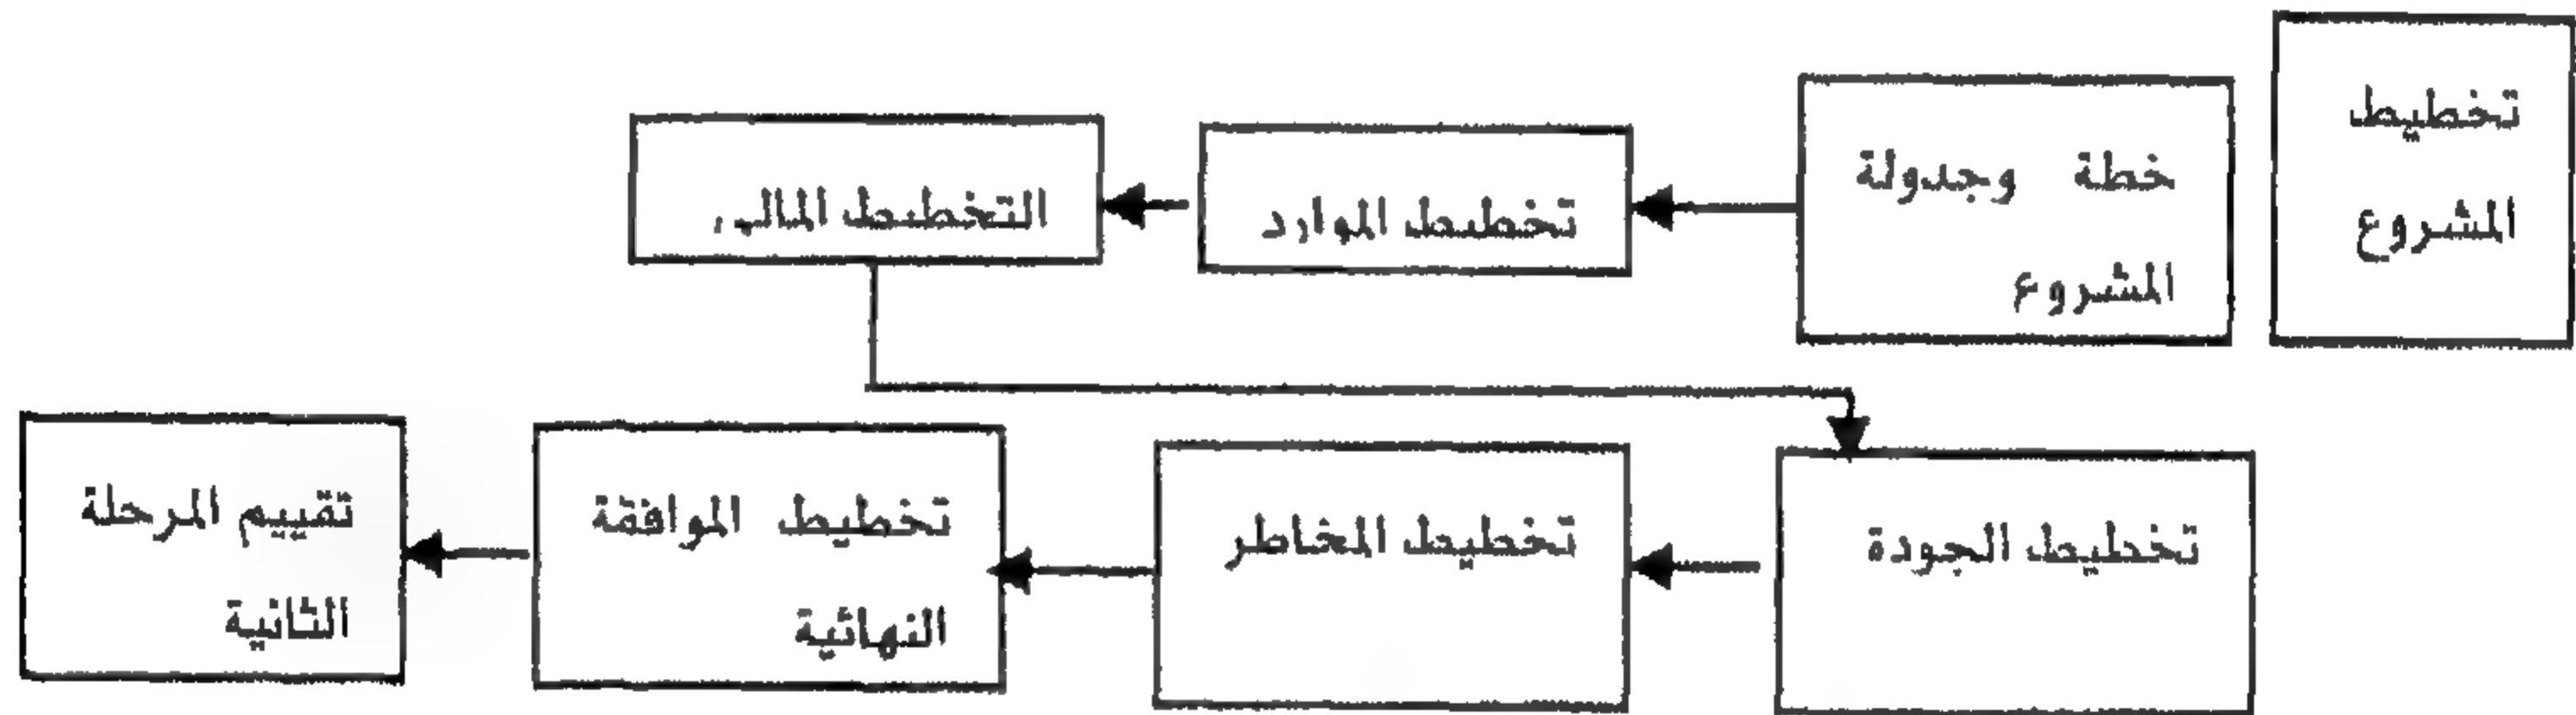 تخطيط
المشروع
خطة وجدولة
المشروع
تخطيط الموارد
التخطيط المالي
تخطيط الجودة
تخطيط المخاطر
تخطيط الموافقة
النهائية
تقييم المرحلة
الثانية